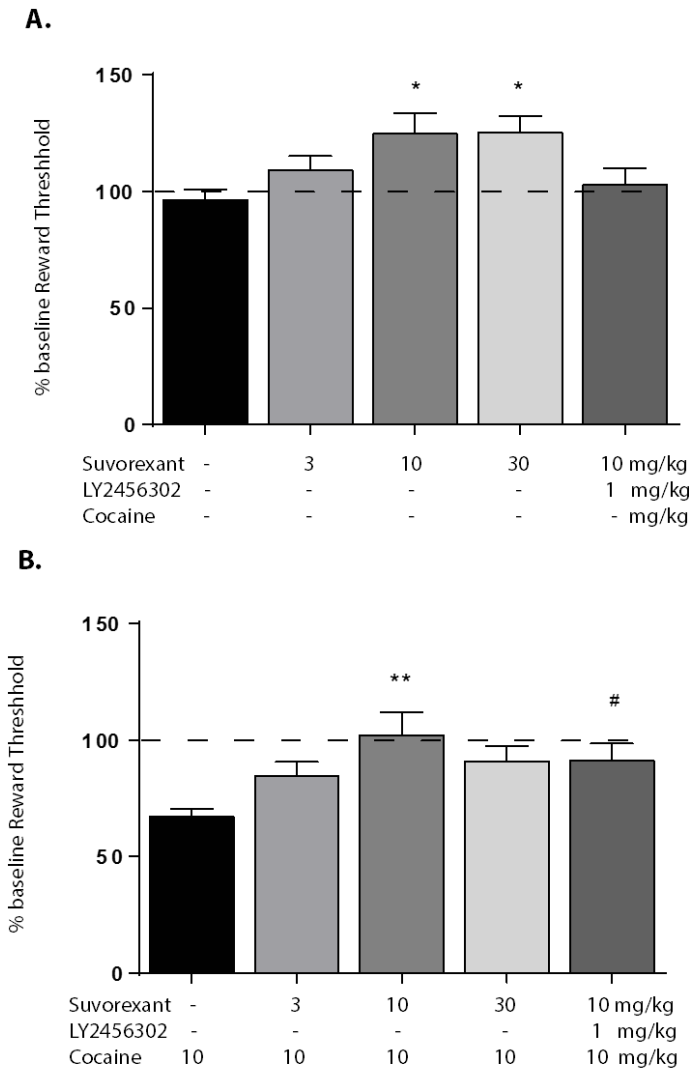 A.
150
*
*
100
50
0
% baseline Reward Threshhold
Suvorexant - 3 10 30 10 mg/kg
LY2456302 - - - - 1 mg/kg
Cocaine - - - - - mg/kg
B.
150
**
#
100
50
0
% baseline Reward Threshhold
Suvorexant - 3 10 30 10 mg/kg
LY2456302 - - - - 1 mg/kg
Cocaine 10 10 10 10 10 mg/kg